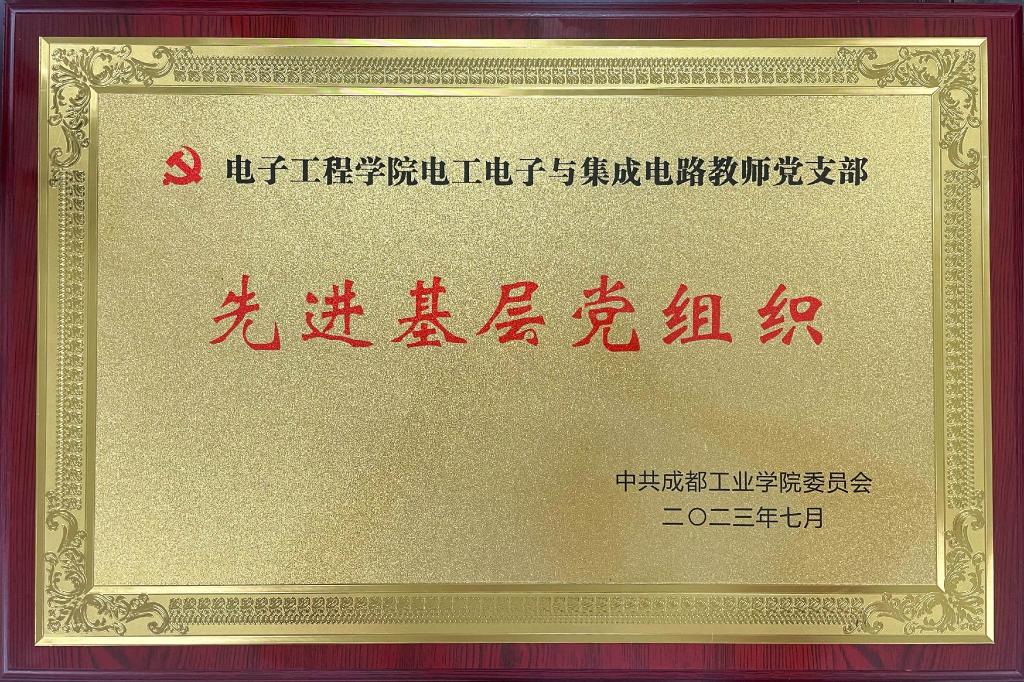 电子工程学院电工电子与集成电路教师党支部
先进基层党组织
中共成都工业学院委员会
二〇二三年七月